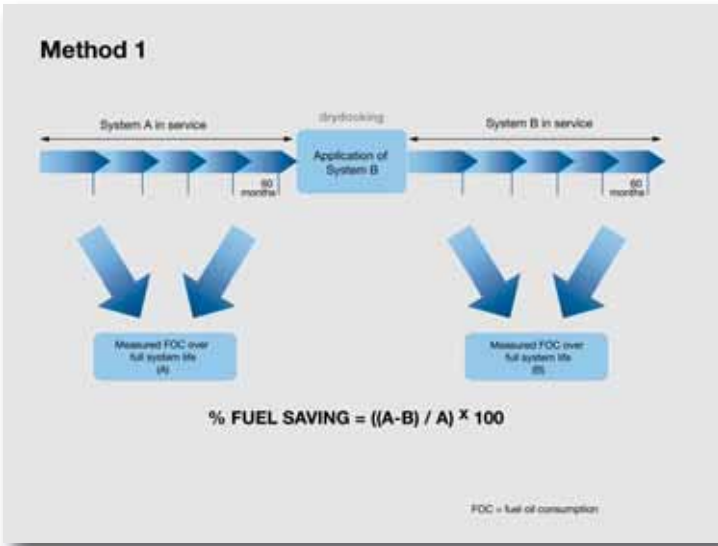 Method 1
drydocking
System A in service
System B in service
Application of
System B
60
months
60
months
Measured FOC over
full system life
(A)
Measured FOC over
full system life
(B)
% FUEL SAVING = ((A-B) / A) x 100
FOC = fuel oil consumption